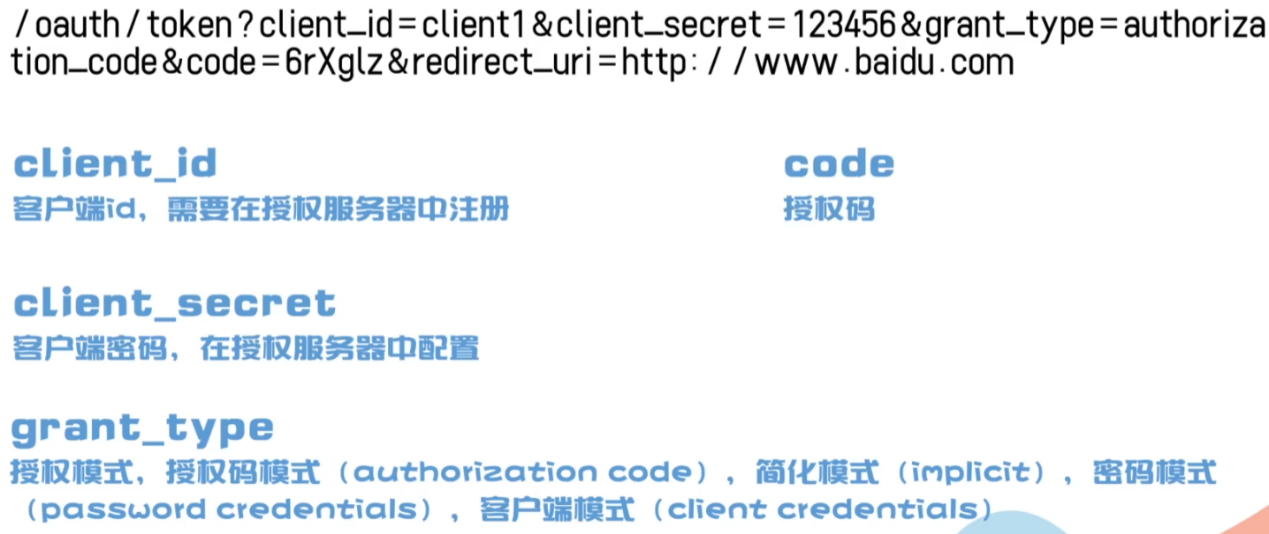 /oauth/token?client_id=client1&client_secret=123456&grant_type=authoriza
tion_code&code=6rXglz&redirect_uri=http://www.baidu.com
client_id
客户端id，需要在授权服务器中注册
code
授权码
client_secret
客户端密码，在授权服务器中配置
grant_type
授权模式，授权码模式（authorization code），简化模式（implicit），密码模式
（password credentials），客户端模式（client credentials）